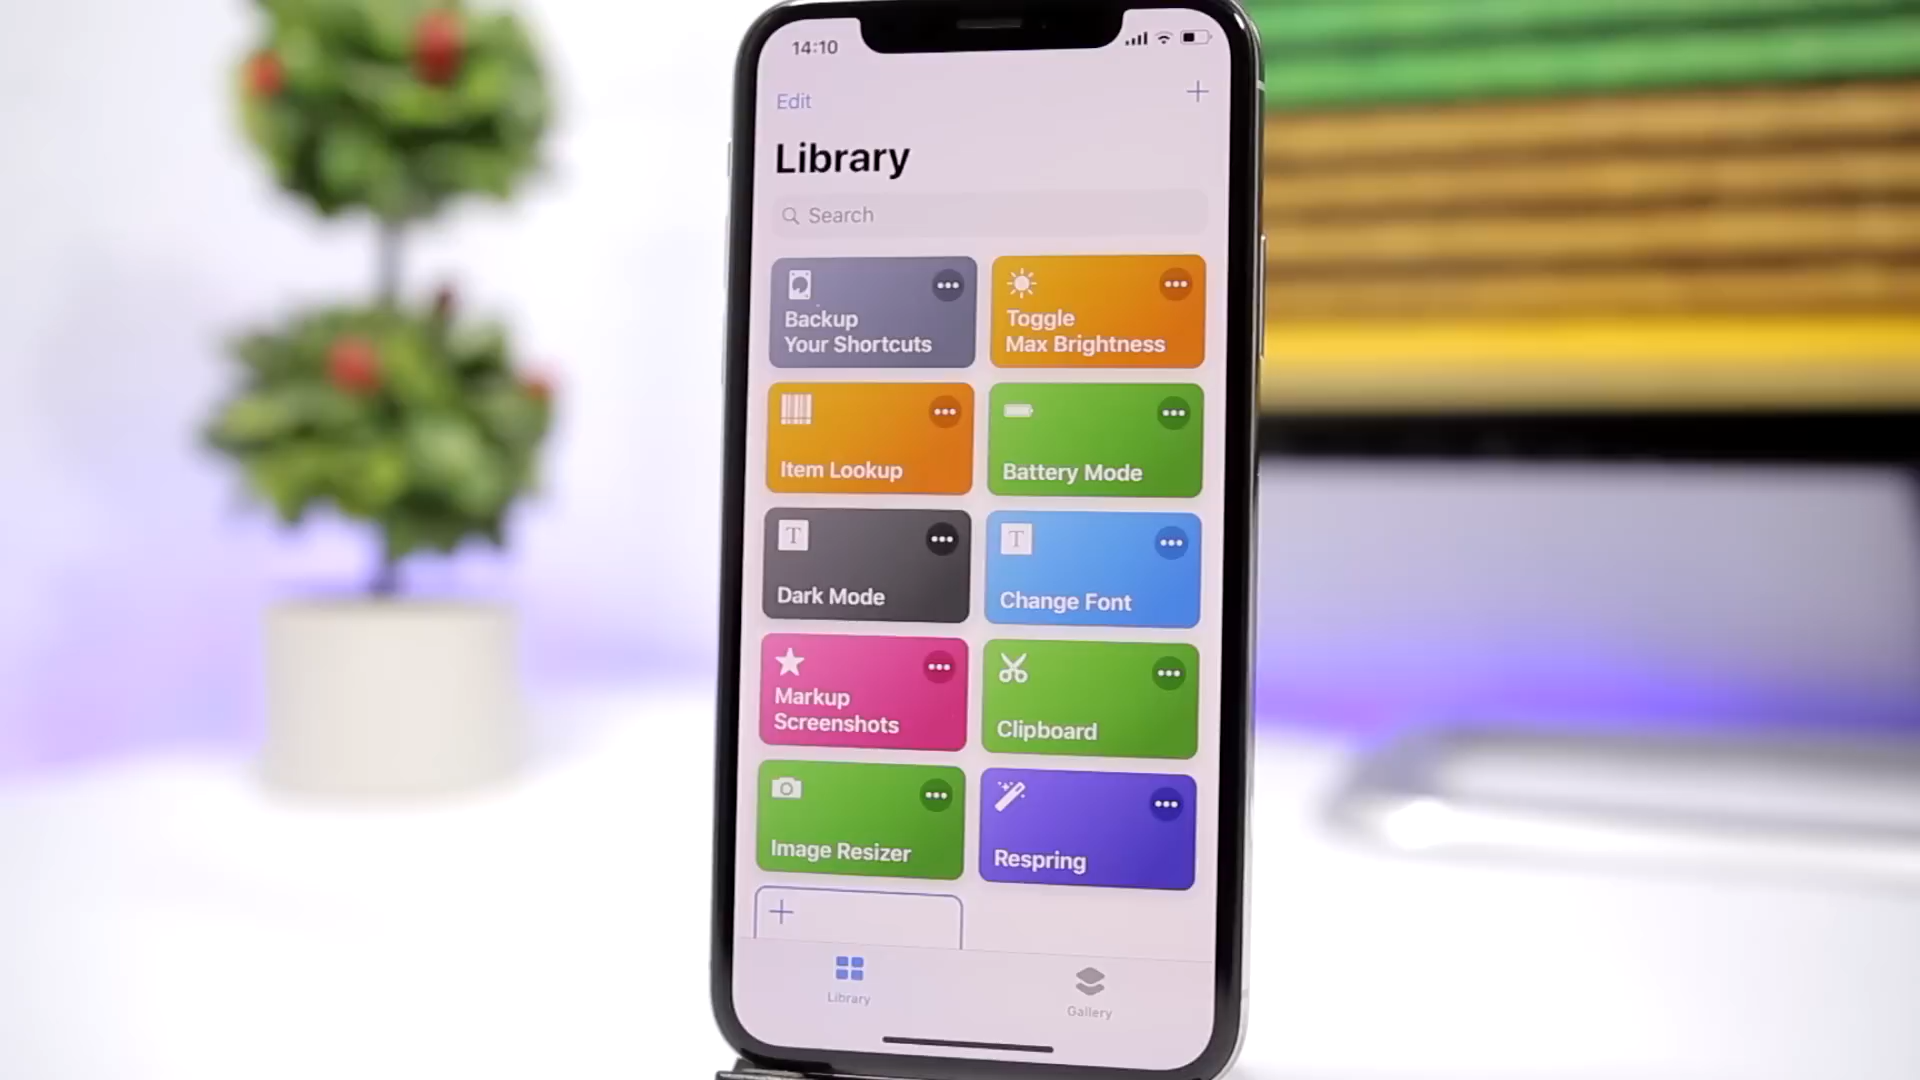 14:10
Edit
Library
Search
Backup
Your Shortcuts
Toggle
Max Brightness
Item Lookup
Battery Mode
T
Dark Mode
T
Change Font
Markup
Screenshots
Clipboard
Image Resizer
Respring
Library
Gallery